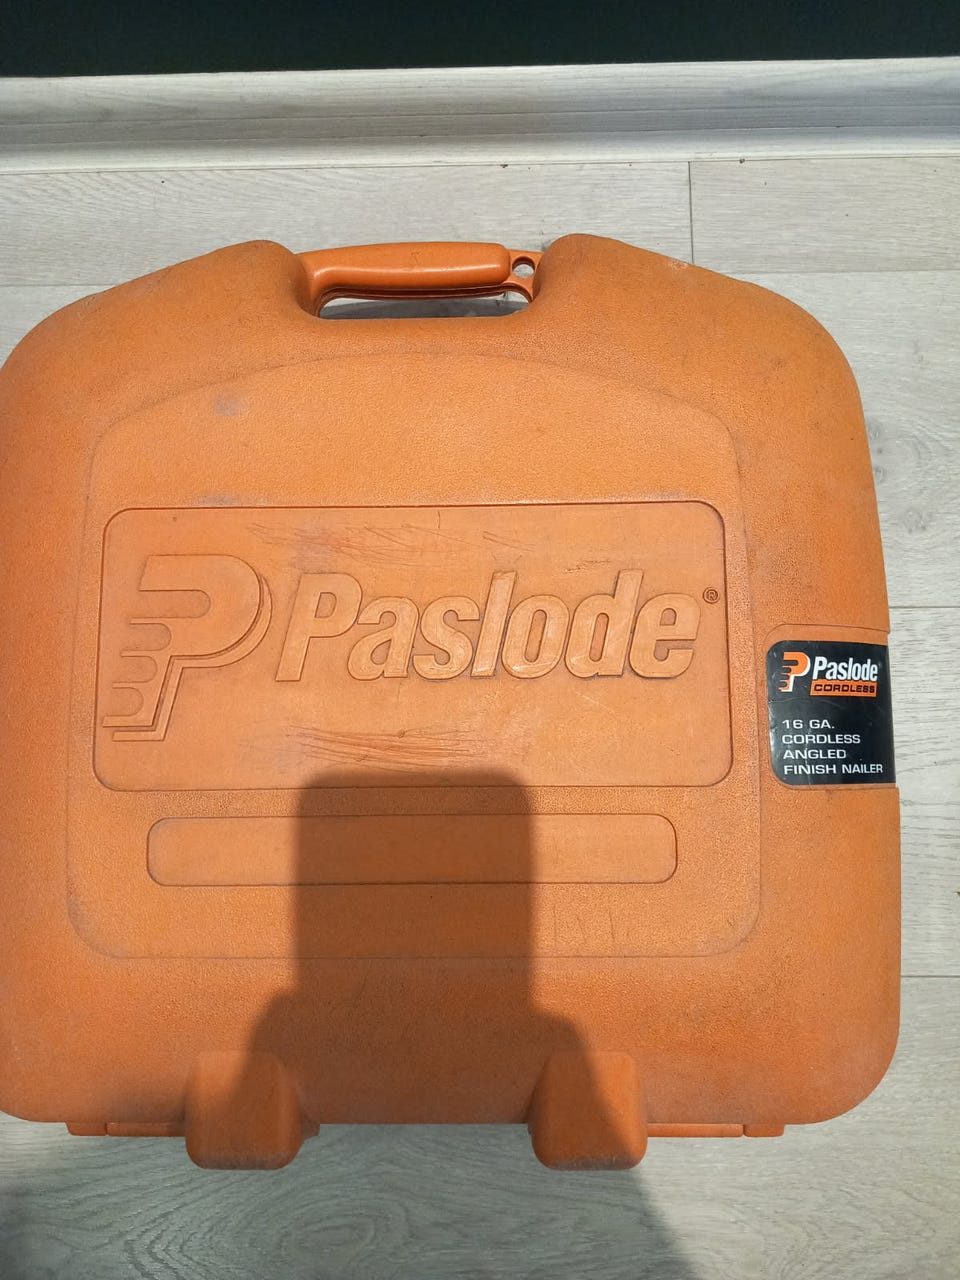 Paslode®
Paslode®
CORDLESS
16 GA.
CORDLESS
ANGLED
FINISH NAILER